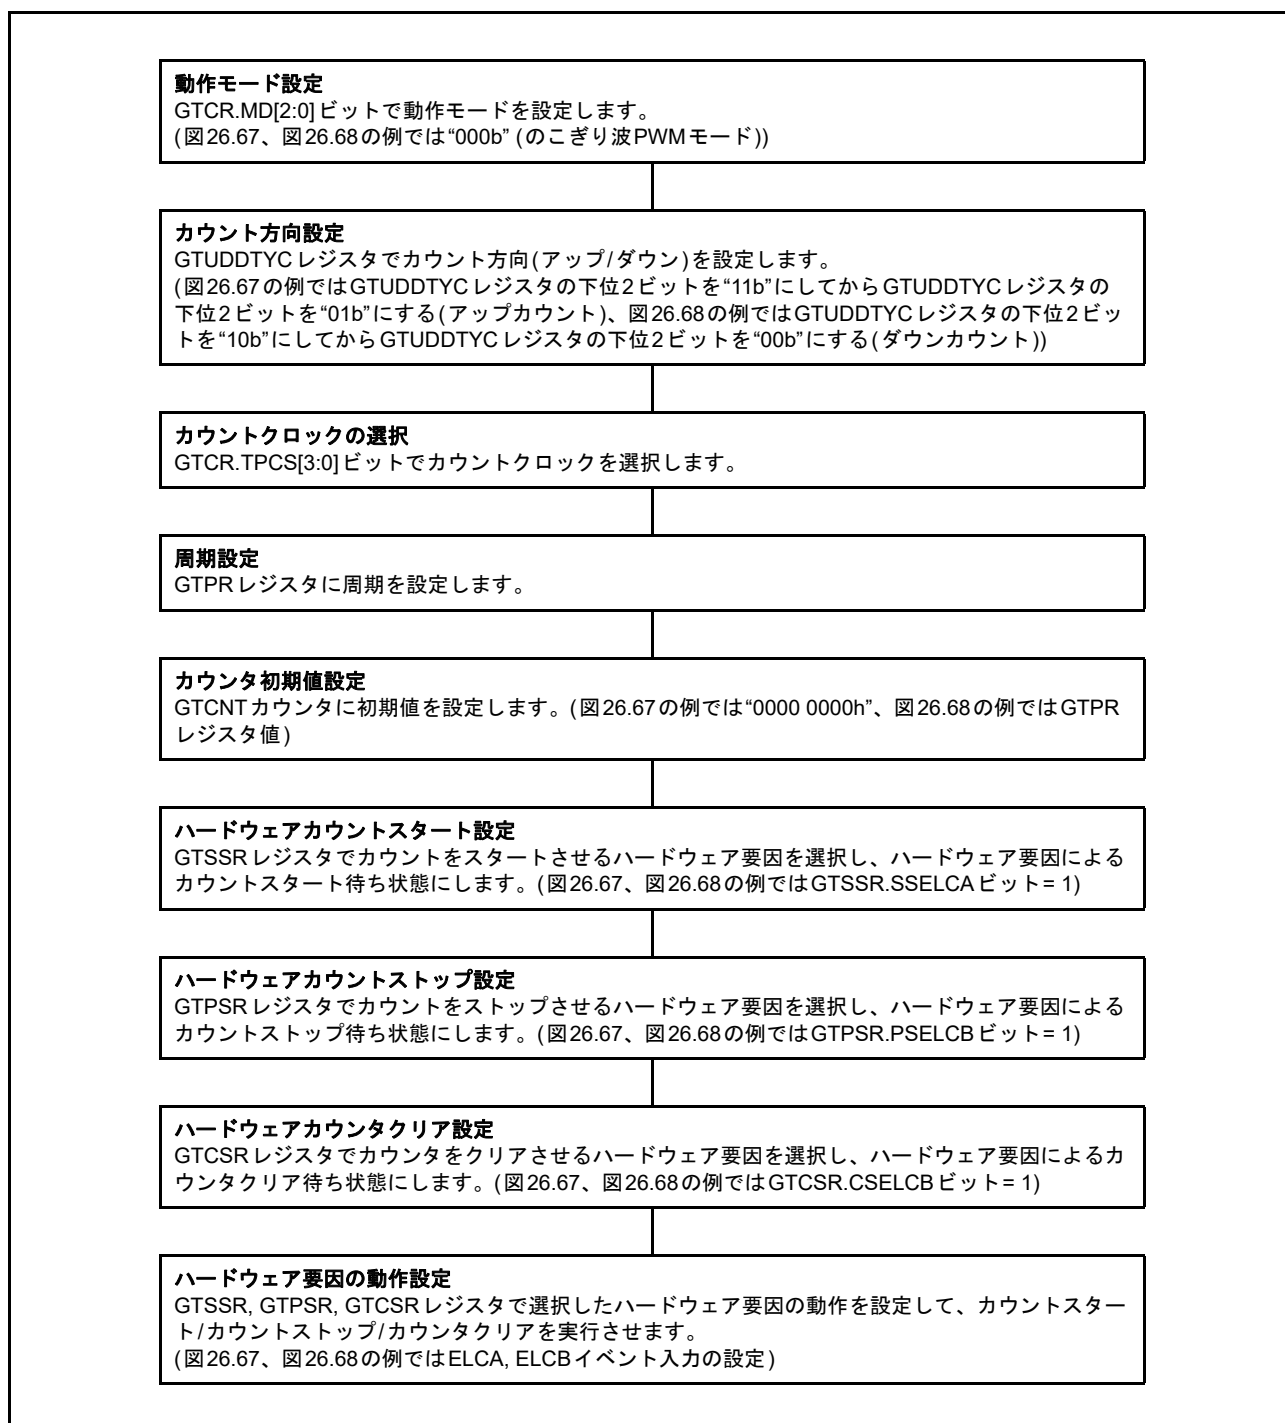 動作モード設定
GTCR.MD[2:0]ビットで動作モードを設定します。
(図26.67、図26.68の例では“000b” (のこぎり波PWMモード))
カウント方向設定
GTUDDTYCレジスタでカウント方向(アップ/ダウン)を設定します。
(図26.67の例ではGTUDDTYCレジスタの下位2ビットを“11b”にしてからGTUDDTYCレジスタの
下位2ビットを“01b”にする(アップカウント)、図26.68の例ではGTUDDTYCレジスタの下位2ビッ
トを“10b”にしてからGTUDDTYCレジスタの下位2ビットを“00b”にする(ダウンカウント))
カウントクロックの選択
GTCR.TPCS[3:0]ビットでカウントクロックを選択します。
周期設定
GTPRレジスタに周期を設定します。
カウンタ初期値設定
GTCNTカウンタに初期値を設定します。(図26.67の例では“0000 0000h”、図26.68の例ではGTPR
レジスタ値)
ハードウェアカウントスタート設定
GTSSRレジスタでカウントをスタートさせるハードウェア要因を選択し、ハードウェア要因による
カウントスタート待ち状態にします。(図26.67、図26.68の例ではGTSSR.SSELCAビット= 1)
ハードウェアカウントストップ設定
GTPSRレジスタでカウントをストップさせるハードウェア要因を選択し、ハードウェア要因による
カウントストップ待ち状態にします。(図26.67、図26.68の例ではGTPSR.PSELCBビット= 1)
ハードウェアカウンタクリア設定
GTCSRレジスタでカウンタをクリアさせるハードウェア要因を選択し、ハードウェア要因によるカ
ウンタクリア待ち状態にします。(図26.67、図26.68の例ではGTCSR.CSELCBビット= 1)
ハードウェア要因の動作設定
GTSSR, GTPSR, GTCSRレジスタで選択したハードウェア要因の動作を設定して、カウントスター
ト/カウントストップ/カウンタクリアを実行させます。
(図26.67、図26.68の例ではELCA, ELCBイベント入力の設定)